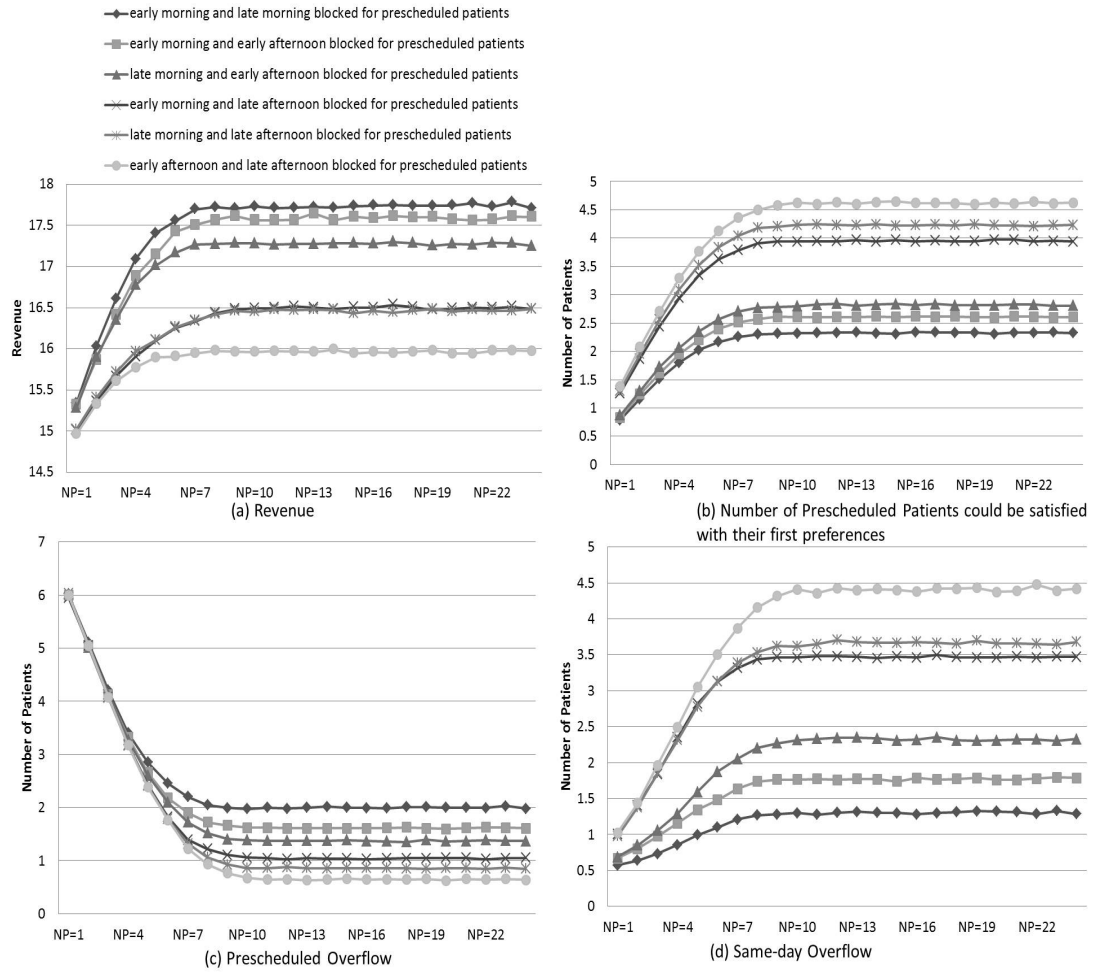 early morning and late morning blocked for prescheduled patients
early morning and early afternoon blocked for prescheduled patients
late morning and early afternoon blocked for prescheduled patients
early morning and late afternoon blocked for prescheduled patients
late morning and late afternoon blocked for prescheduled patients
early afternoon and late afternoon blocked for prescheduled patients
18
17.5
17
16.5
16
15.5
15
14.5
Revenue
NP=1 NP=4 NP=7 NP=10 NP=13 NP=16 NP=19 NP=22
(a) Revenue
5
4.5
4
3.5
3
2.5
2
1.5
1
0.5
0
Number of Patients
NP=1 NP=4 NP=7 NP=10 NP=13 NP=16 NP=19 NP=22
(b) Number of Prescheduled Patients could be satisfied
with their first preferences
7
6
5
4
3
2
1
0
Number of Patients
NP=1 NP=4 NP=7 NP=10 NP=13 NP=16 NP=19 NP=22
(c) Prescheduled Overflow
5
4.5
4
3.5
3
2.5
2
1.5
1
0.5
0
Number of Patients
NP=1 NP=4 NP=7 NP=10 NP=13 NP=16 NP=19 NP=22
(d) Same-day Overflow